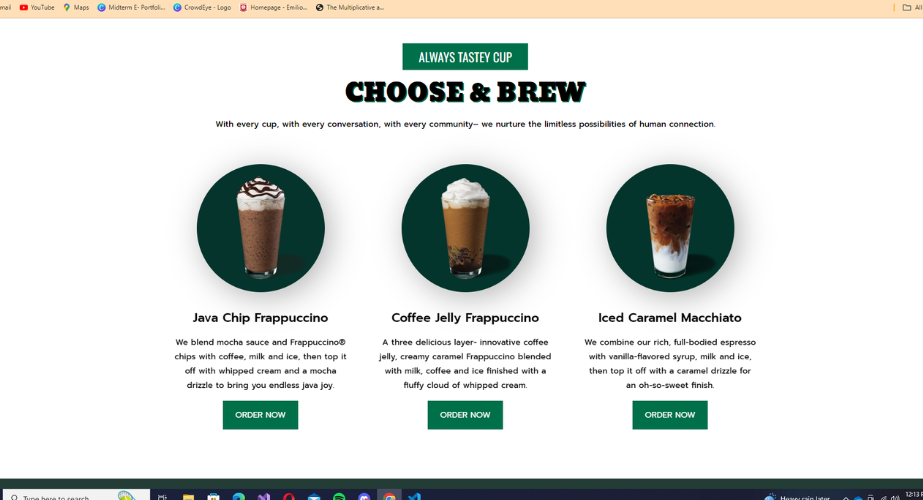 mail YouTube Maps Midterm E- Portfoli... CrowdEye - Logo Homepage - Emilio... The Multiplicative a... All
ALWAYS TASTEY CUP
CHOOSE & BREW
With every cup, with every conversation, with every community– we nurture the limitless possibilities of human connection.
Java Chip Frappuccino
We blend mocha sauce and Frappuccino®
chips with coffee, milk and ice, then top it
off with whipped cream and a mocha
drizzle to bring you endless java joy.
ORDER NOW
Coffee Jelly Frappuccino
A three delicious layer- innovative coffee
jelly, creamy caramel Frappuccino blended
with milk, coffee and ice finished with a
fluffy cloud of whipped cream.
ORDER NOW
Iced Caramel Macchiato
We combine our rich, full-bodied espresso
with vanilla-flavored syrup, milk and ice,
then top it off with a caramel drizzle for
an oh-so-sweet finish.
ORDER NOW
Type here to search
Heavy rain later